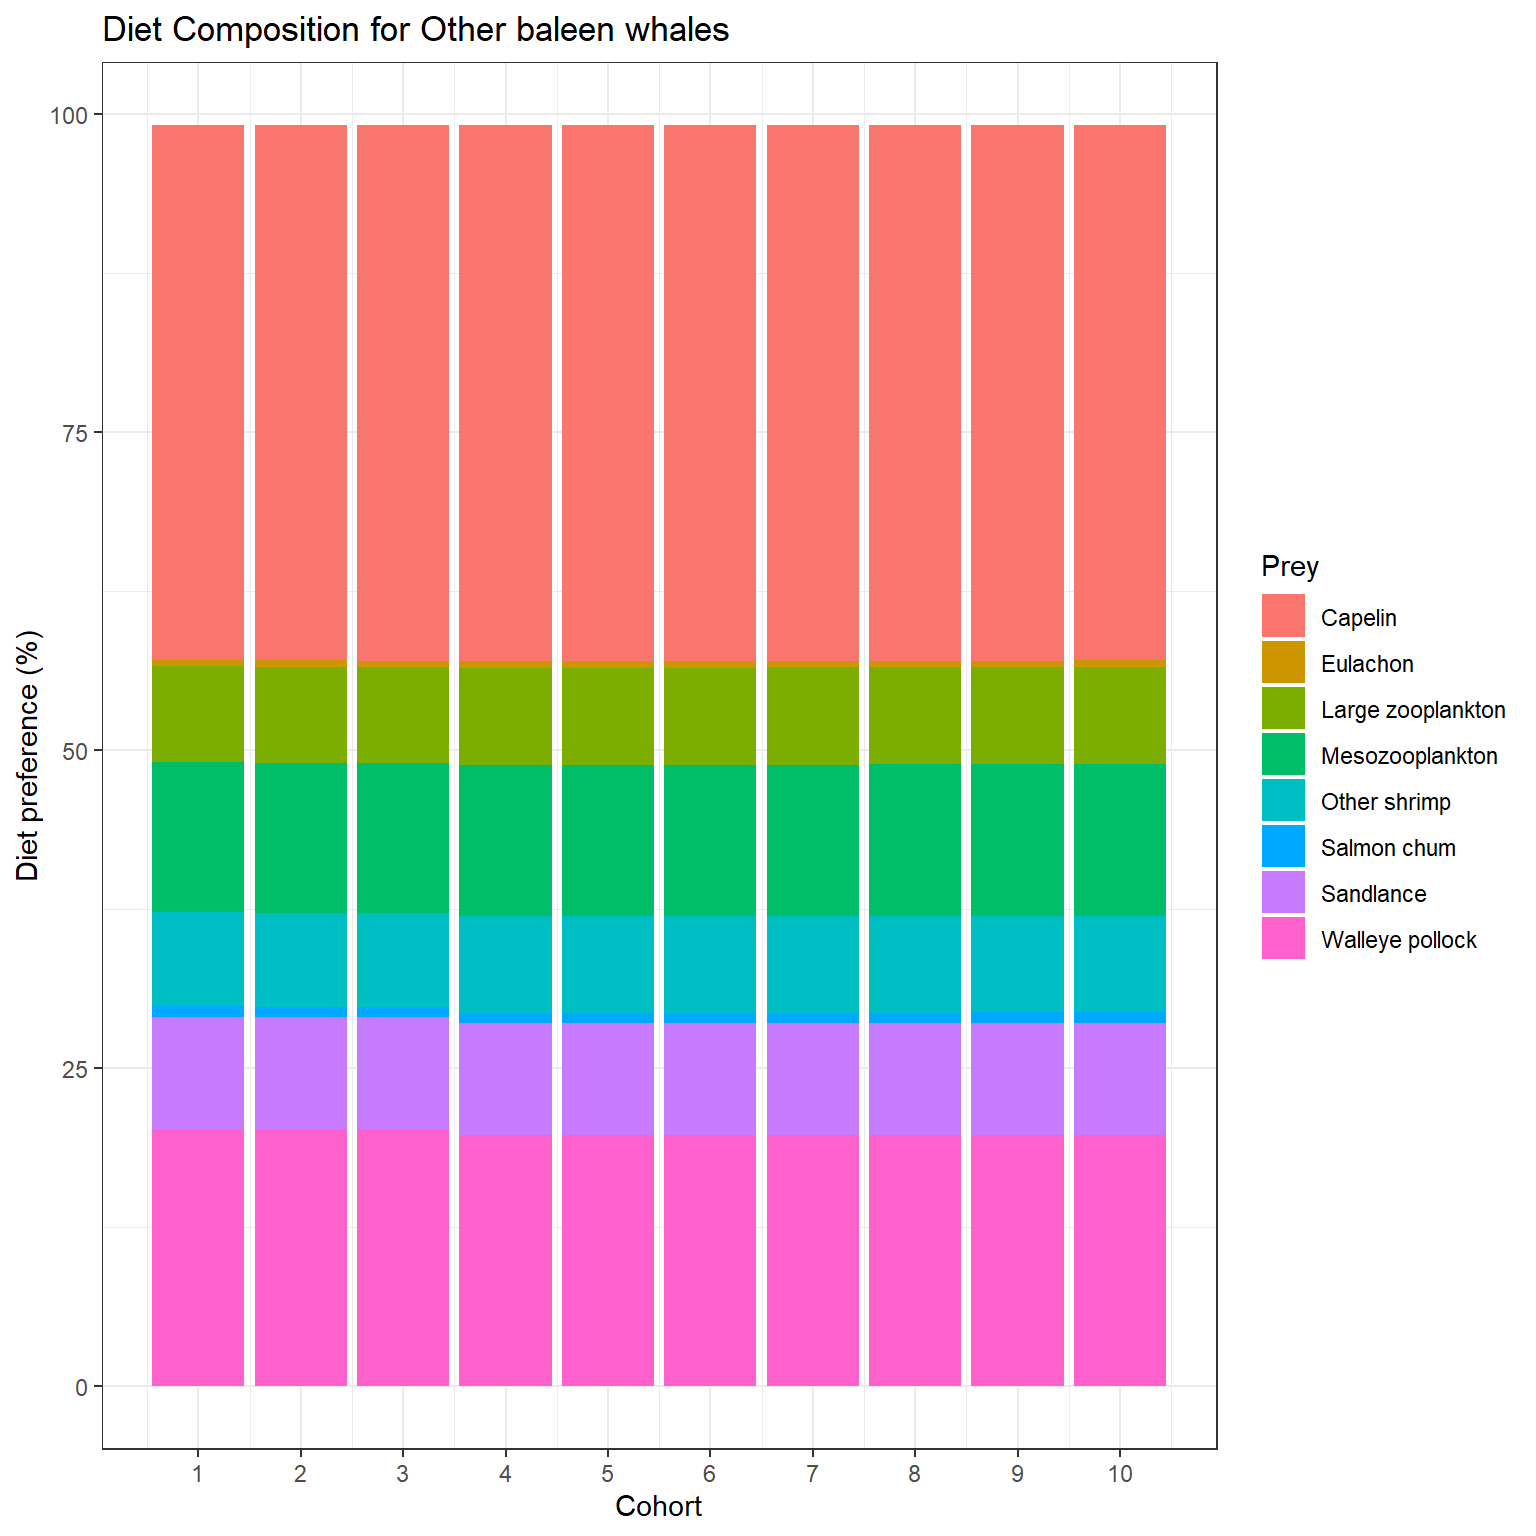 Diet Composition for Other baleen whales
Diet preference (%)
100
75
50
25
0
1 2 3 4 5 6 7 8 9 10
Cohort
Prey
Capelin
Eulachon
Large zooplankton
Mesozooplankton
Other shrimp
Salmon chum
Sandlance
Walleye pollock